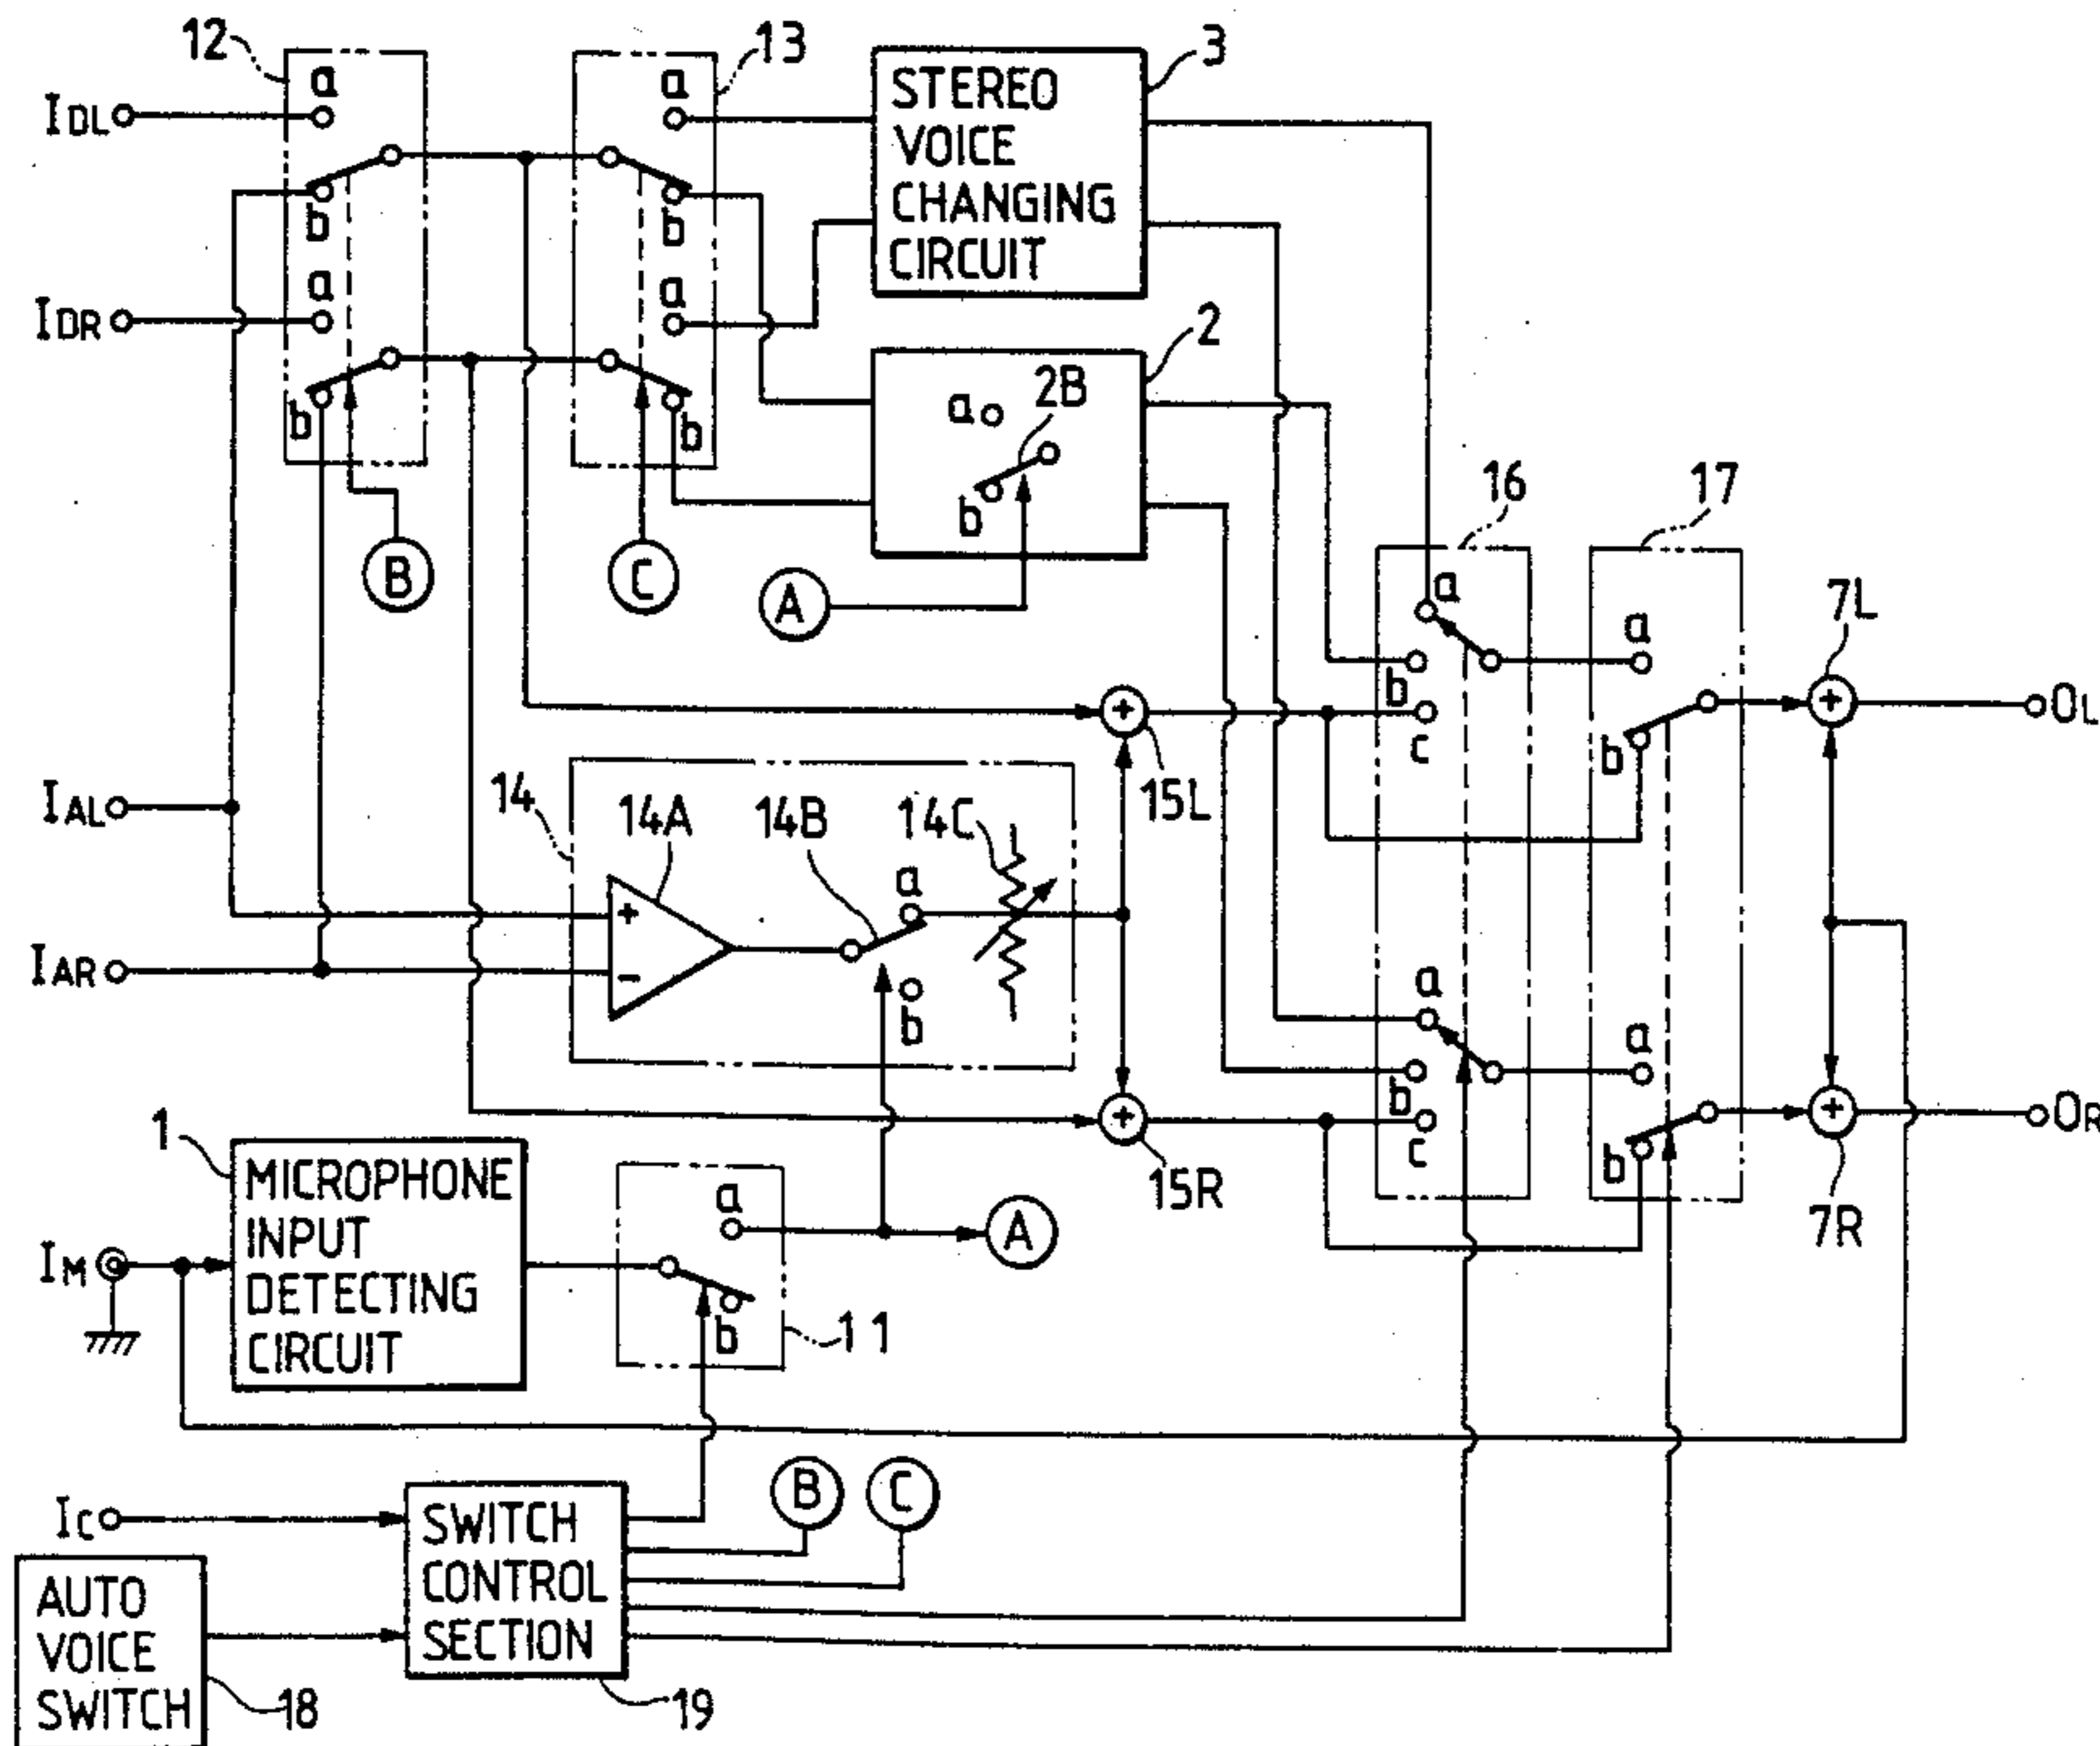 12
13
3
IDL
a
a
STEREO
VOICE
CHANGING
CIRCUIT
b
b
IDR
a
a
2
2B
a
b
b
b
B
C
A
16
17
7L
a
a
b
c
b
OL
15L
IAL
14
14A
14B
14C
a
+
-
b
IAR
a
a
b
c
b
OR
15R
7R
1
MICROPHONE
INPUT
DETECTING
CIRCUIT
IM
a
A
b
11
B
C
IC
SWITCH
CONTROL
SECTION
19
AUTO
VOICE
SWITCH
18
+
+
+
+